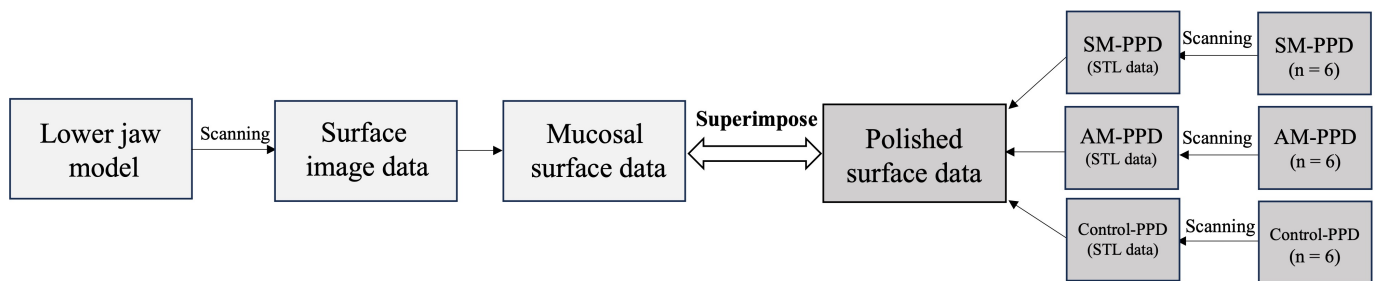 Lower jaw
model
Scanning
Surface
image data
Mucosal
surface data
Superimpose
Polished
surface data
SM-PPD
(STL data)
Scanning
SM-PPD
(n = 6)
AM-PPD
(STL data)
Scanning
AM-PPD
(n = 6)
Control-PPD
(STL data)
Scanning
Control-PPD
(n = 6)